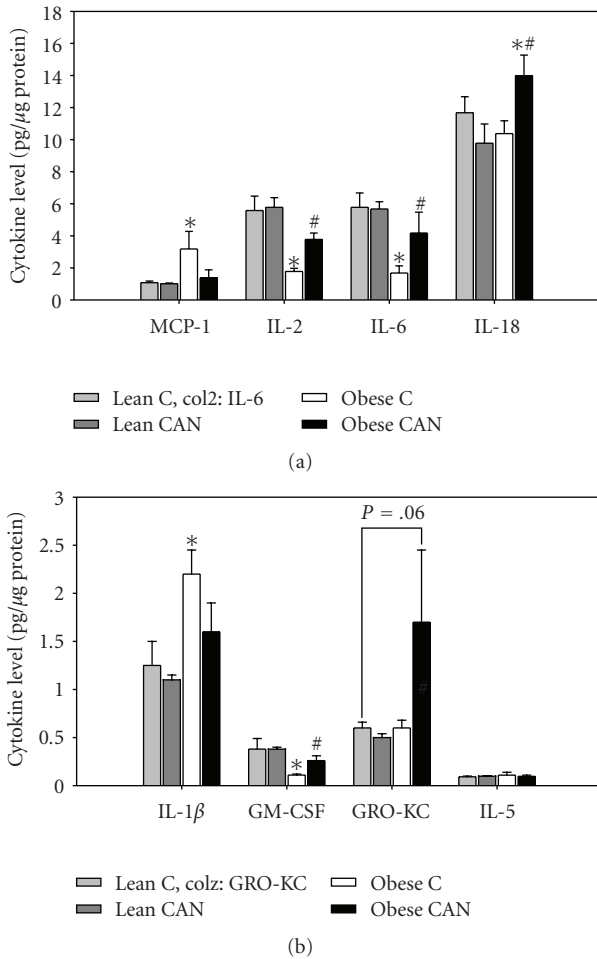 18
16
14
12
10
8
6
4
2
0
Cytokine level (pg/µg protein)
*
*
#
*
#
*#
MCP-1 IL-2 IL-6 IL-18
Lean C, col2: IL-6 Obese C
Lean CAN Obese CAN
(a)
3
2.5
2
1.5
1
0.5
0
Cytokine level (pg/µg protein)
P = .06
*
*
#
#
IL-1β GM-CSF GRO-KC IL-5
Lean C, colz: GRO-KC Obese C
Lean CAN Obese CAN
(b)